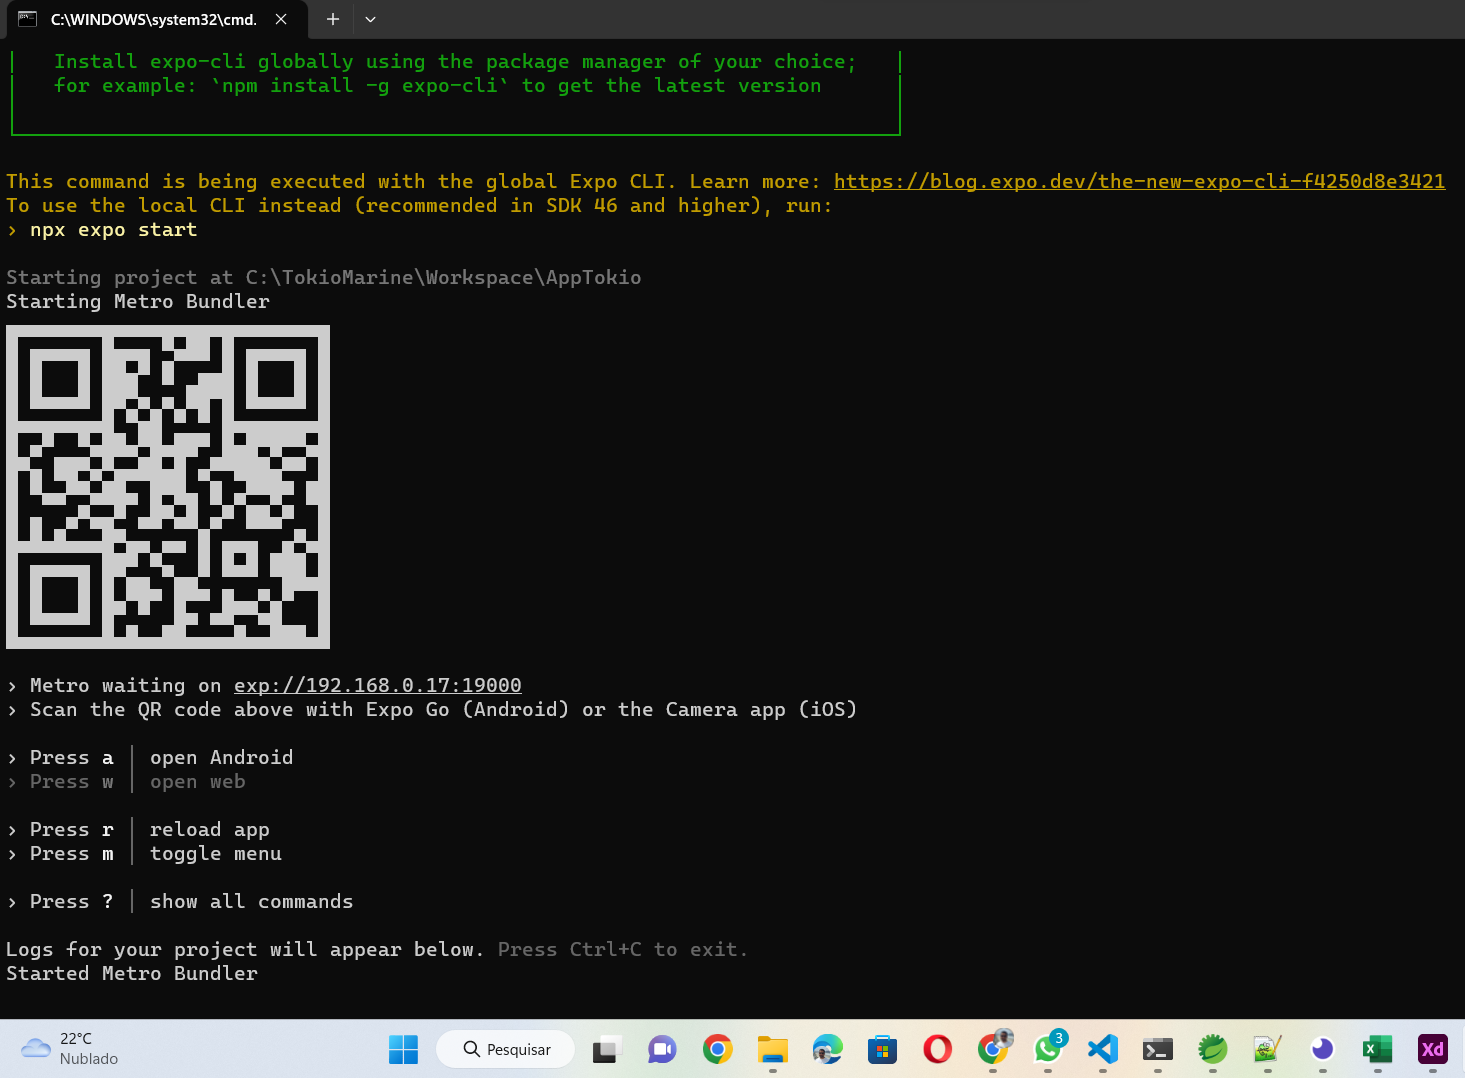 C:\WINDOWS\system32\cmd.
Install expo-cli globally using the package manager of your choice;
for example: `npm install -g expo-cli` to get the latest version
This command is being executed with the global Expo CLI. Learn more: https://blog.expo.dev/the-new-expo-cli-f4250d8e3421
To use the local CLI instead (recommended in SDK 46 and higher), run:
› npx expo start
Starting project at C:\TokioMarine\Workspace\AppTokio
Starting Metro Bundler
› Metro waiting on exp://192.168.0.17:19000
› Scan the QR code above with Expo Go (Android) or the Camera app (iOS)
› Press a │ open Android
› Press w │ open web
› Press r │ reload app
› Press m │ toggle menu
› Press ? │ show all commands
Logs for your project will appear below. Press Ctrl+C to exit.
Started Metro Bundler
22°C
Nublado
Pesquisar
3
Xd